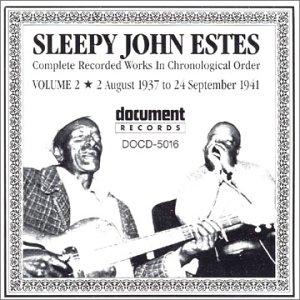 SLEEPY JOHN ESTES
Complete Recorded Works In Chronological Order
VOLUME 2 ★ 2 August 1937 to 24 September 1941
document
RECORDS
DOCD-5016